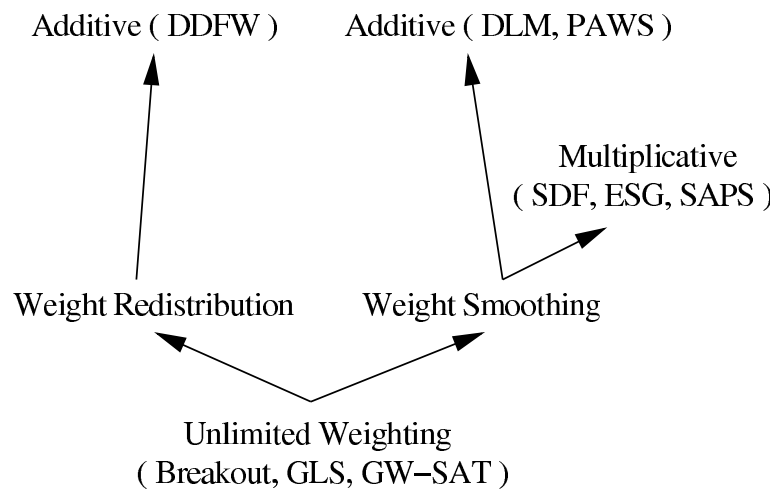 Additive ( DDFW )
Additive ( DLM, PAWS )
Multiplicative
( SDF, ESG, SAPS )
Weight Redistribution
Weight Smoothing
Unlimited Weighting
( Breakout, GLS, GW−SAT )